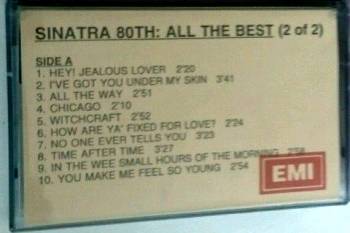 SINATRA 80TH: ALL THE BEST (2 of 2)
SIDE A
1. HEY! JEALOUS LOVER 2'20
2. I'VE GOT YOU UNDER MY SKIN 3'41
3. ALL THE WAY 2'51
4. CHICAGO 2'10
5. WITCHCRAFT 2'52
6. HOW ARE YA' FIXED FOR LOVE? 2'24
7. NO ONE EVER TELLS YOU 3'23
8. TIME AFTER TIME 3'27
9. IN THE WEE SMALL HOURS OF THE MORNING
10. YOU MAKE ME FEEL SO YOUNG 2'54
EMI